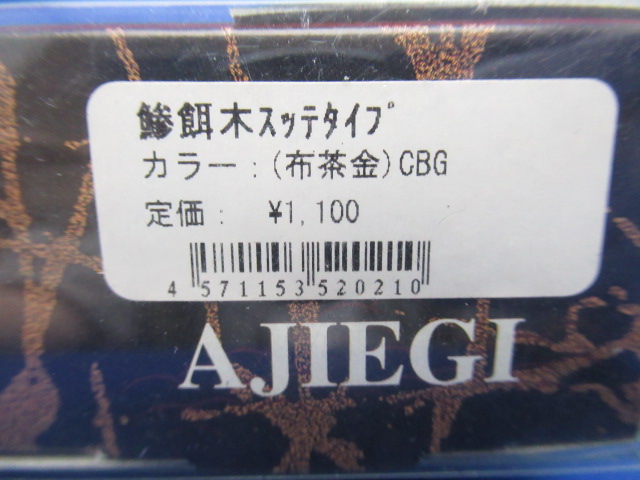 鯵餌木スッテタイプ
カラー：(布茶金)CBG
定価： ¥1,100
4 571153 520210
AJIEGI